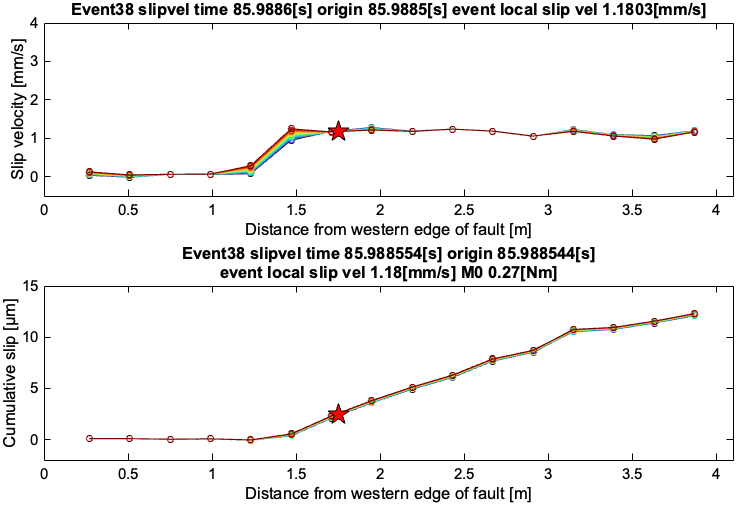 Event38 slipvel time 85.9886[s] origin 85.9885[s] event local slip vel 1.1803[mm/s]
4
3
2
1
0
Slip velocity [mm/s]
0 0.5 1 1.5 2 2.5 3 3.5 4
Distance from western edge of fault [m]
Event38 slipvel time 85.988554[s] origin 85.988544[s]
event local slip vel 1.18[mm/s] M0 0.27[Nm]
15
10
5
0
Cumulative slip [μm]
0 0.5 1 1.5 2 2.5 3 3.5 4
Distance from western edge of fault [m]